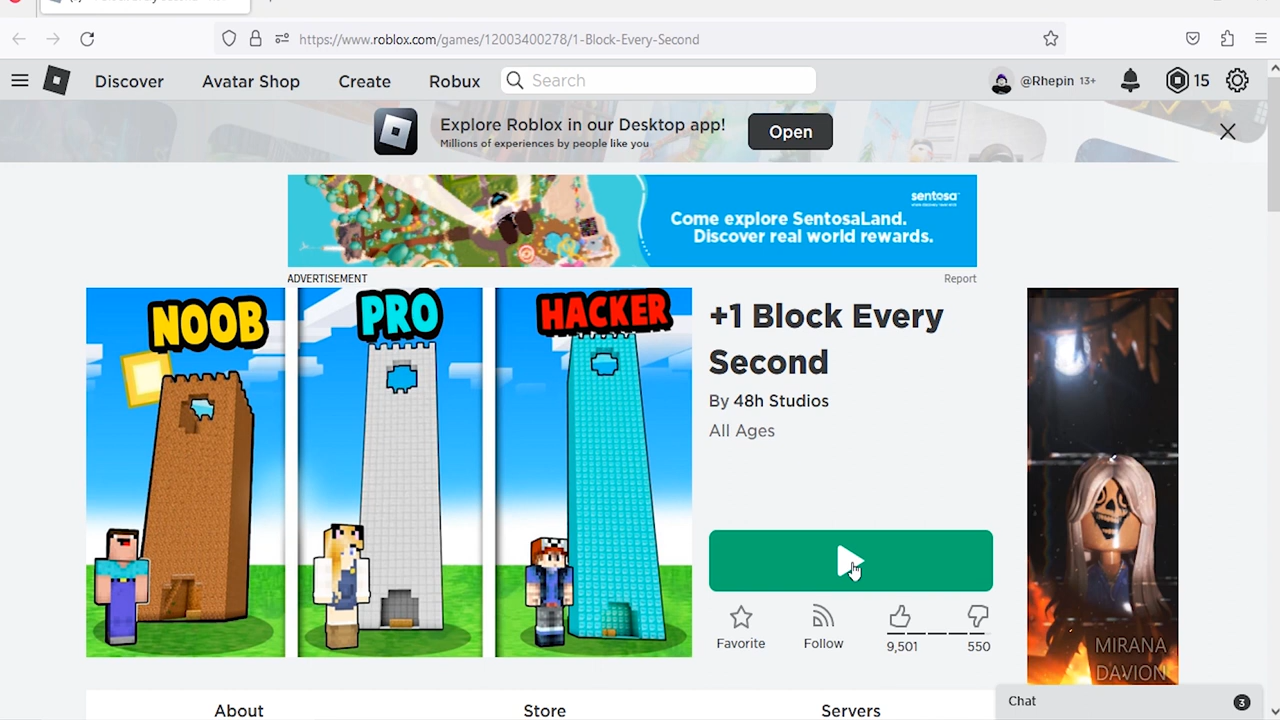 https://www.roblox.com/games/12003400278/1-Block-Every-Second
Discover
Avatar Shop
Create
Robux
Search
@Rhepin 13+
15
Explore Roblox in our Desktop app!
Millions of experiences by people like you
Open
sentosa
Come explore SentosaLand.
Discover real world rewards.
ADVERTISEMENT
Report
NOOB
PRO
HACKER
+1 Block Every
Second
By 48h Studios
All Ages
Favorite
Follow
9,501
550
MIRANA
DAVION
Chat
3
About
Store
Servers